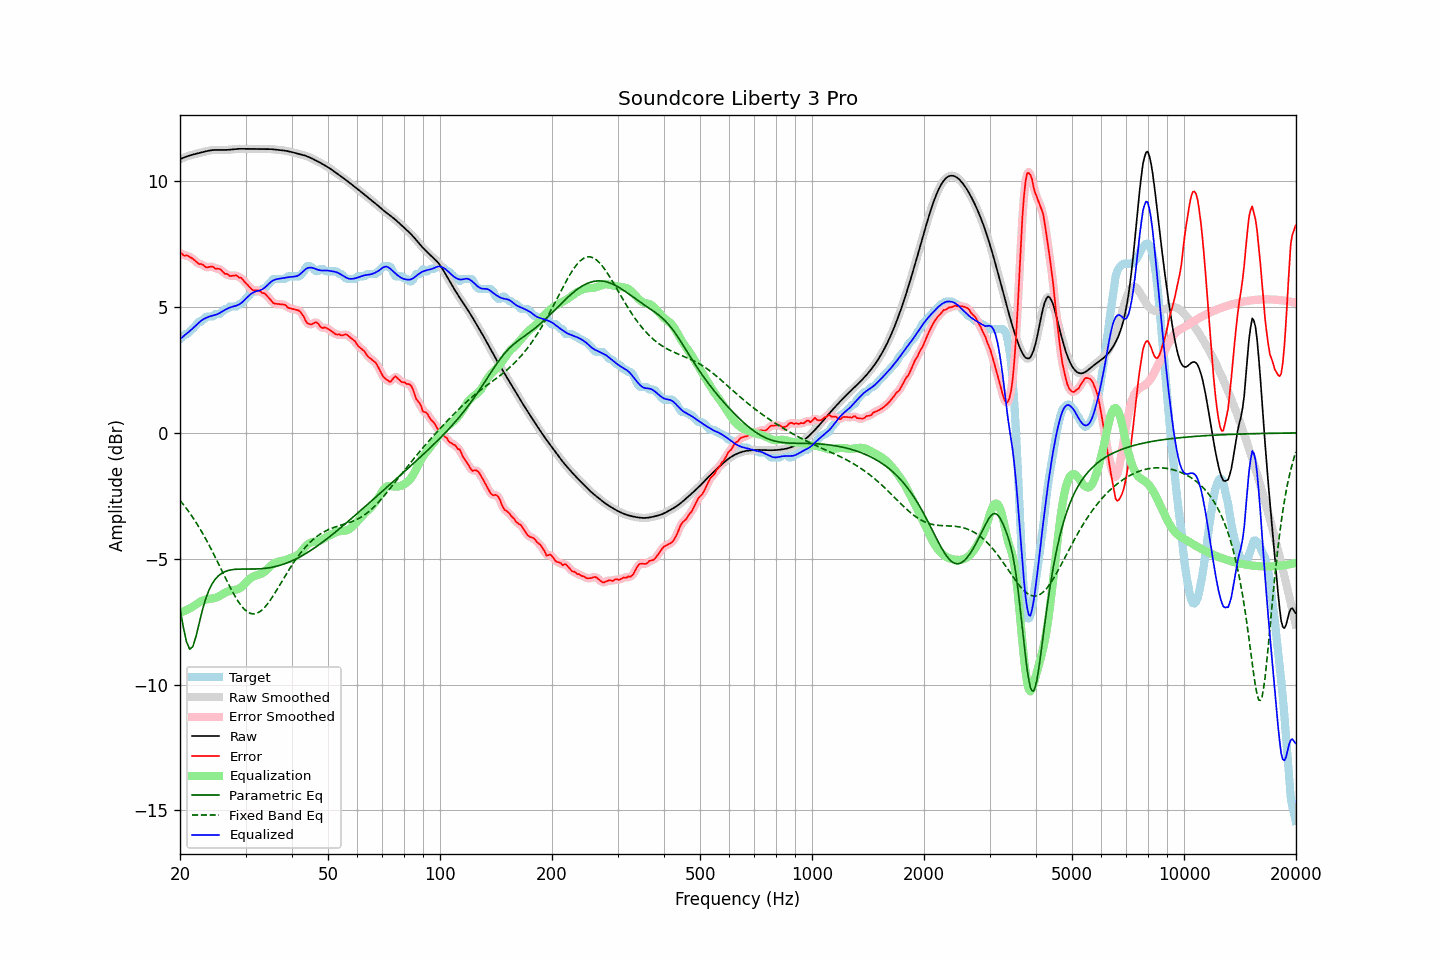 Soundcore Liberty 3 Pro
Amplitude (dBr)
10
5
0
−5
−10
−15
Target
Raw Smoothed
Error Smoothed
Raw
Error
Equalization
Parametric Eq
Fixed Band Eq
Equalized
20 50 100 200 500 1000 2000 5000 10000 20000
Frequency (Hz)